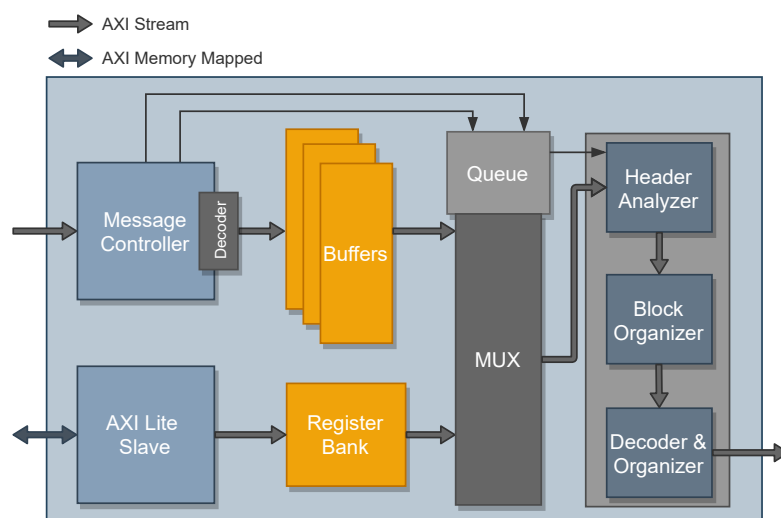 AXI Stream
AXI Memory Mapped
Message
Controller
Decoder
Buffers
Queue
MUX
Header
Analyzer
Block
Organizer
Decoder &
Organizer
AXI Lite
Slave
Register
Bank